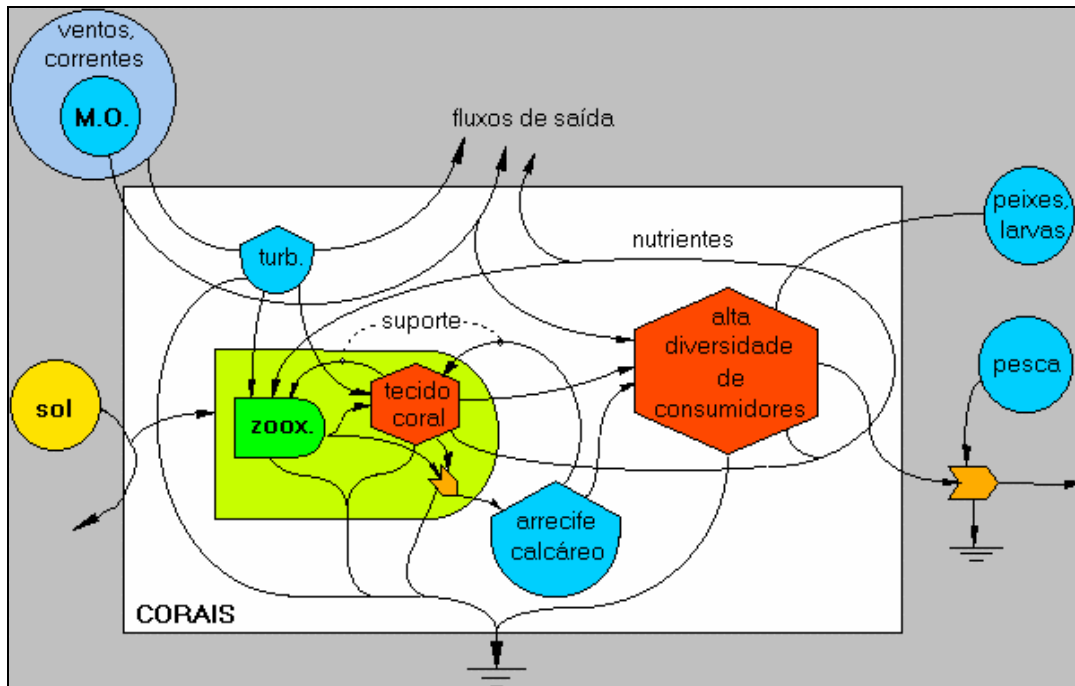 ventos,
correntes
M.O.
fluxos de saída
peixes,
larvas
turb.
nutrientes
suporte
alta
diversidade
de
consumidores
pesca
sol
tecido
coral
zoox.
arrecife
calcáreo
CORAIS